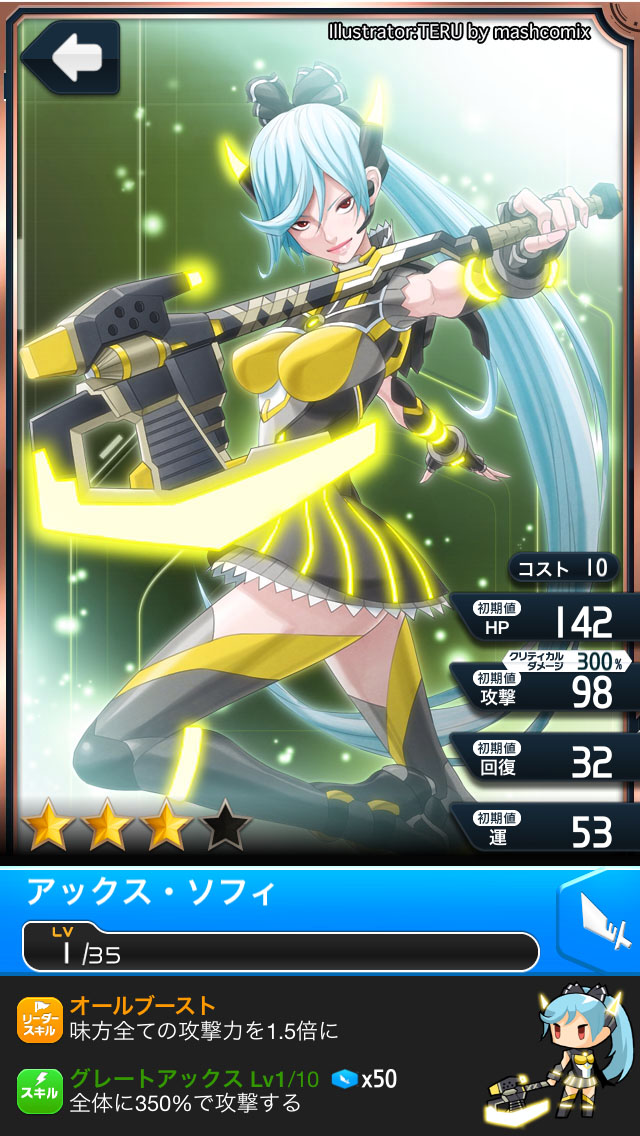 Illustrator:TERU by mashcomix
コスト 10
初期値
HP 142
クリティカル
ダメージ 300%
初期値
攻撃 98
初期値
回復 32
初期値
運 53
アックス・ソフィ
LV
1/35
リーダー
スキル
オールブースト
味方全ての攻撃力を1.5倍に
スキル
グレートアックス Lv1/10 x50
全体に350%で攻撃する